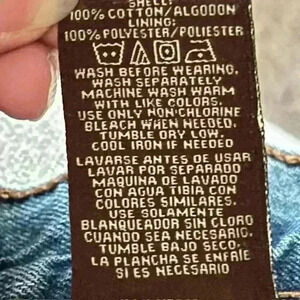 SHELL:
100% COTTON/ALGODON
LINING:
100% POLYESTER/POLIESTER
WASH BEFORE WEARING.
WASH SEPARATELY
MACHINE WASH WARM
WITH LIKE COLORS.
USE ONLY NON-CHLORINE
BLEACH WHEN NEEDED.
TUMBLE DRY LOW.
COOL IRON IF NEEDED
LAVARSE ANTES DE USAR
LAVAR POR SEPARADO
MAQUINA DE LAVADO
CON AGUA TIBIA CON
COLORES SIMILARES.
USE SOLAMENTE
BLANQUEADOR SIN CLORO
CUANDO SEA NECESARIO.
TUMBLE BAJO SECO.
LA PLANCHA SE ENFRIE
SI ES NECESARIO